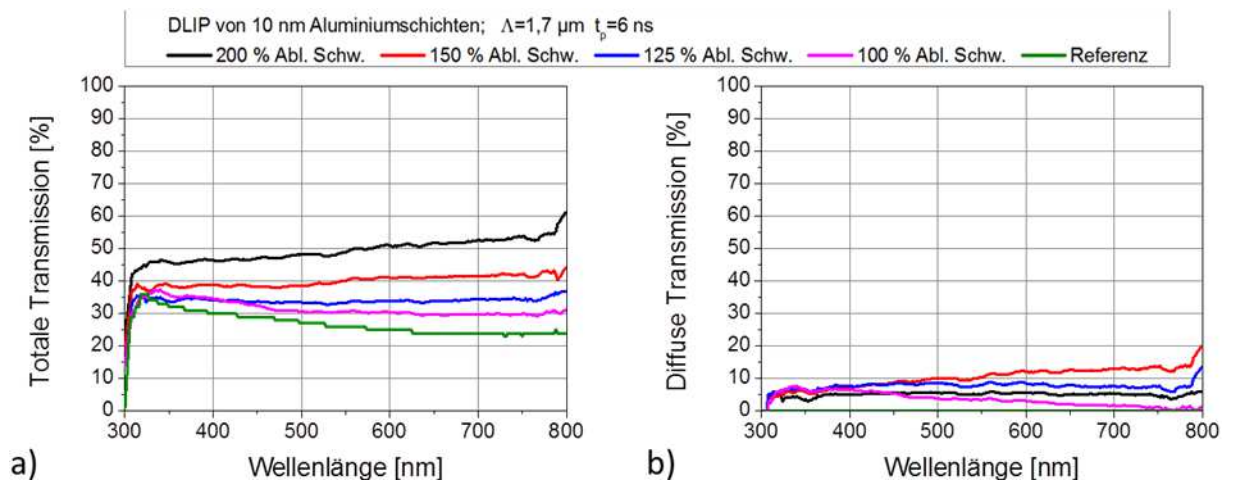 DLIP von 10 nm Aluminiumschichten; Λ=1,7 µm tp=6 ns
200 % Abl. Schw. 150 % Abl. Schw. 125 % Abl. Schw. 100 % Abl. Schw. Referenz
Totale Transmission [%]
100
90
80
70
60
50
40
30
20
10
0
300 400 500 600 700 800
Wellenlänge [nm]
a)
Diffuse Transmission [%]
100
90
80
70
60
50
40
30
20
10
0
300 400 500 600 700 800
Wellenlänge [nm]
b)